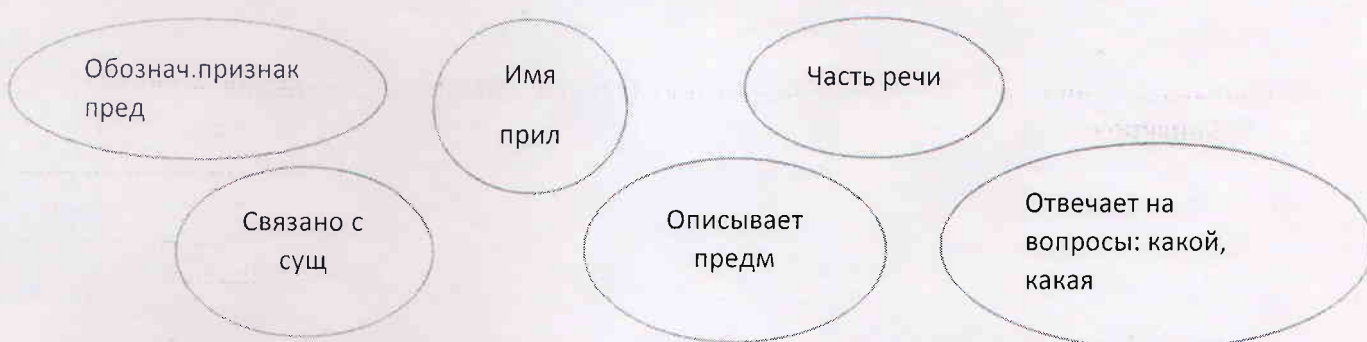 Обознач.признак
пред
Имя
прил
Часть речи
Связано с
сущ
Описывает
предм
Отвечает на
вопросы: какой,
какая